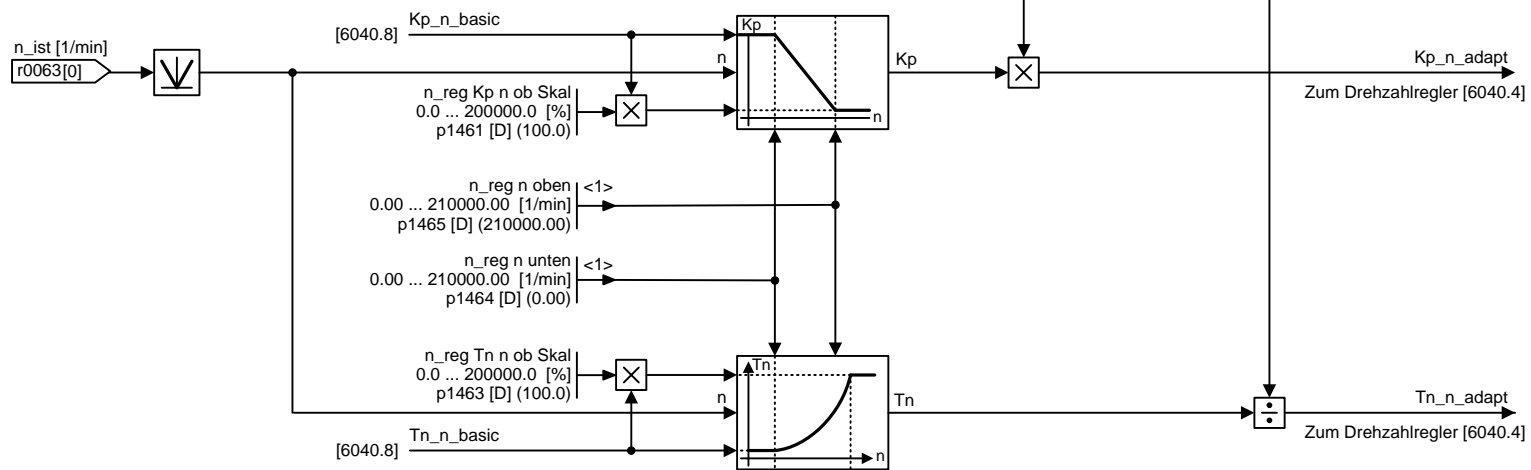 Kp_n_basic
[6040.8]
n_ist [1/min]
r0063[0]
Kp
n
n
Kp
Kp_n_adapt
Zum Drehzahlregler [6040.4]
n_reg Kp n ob Skal
0.0 ... 200000.0 [%]
p1461 [D] (100.0)
n_reg n oben
<1>
0.00 ... 210000.00 [1/min]
p1465 [D] (210000.00)
n_reg n unten
<1>
0.00 ... 210000.00 [1/min]
p1464 [D] (0.00)
n_reg Tn n ob Skal
0.0 ... 200000.0 [%]
p1463 [D] (100.0)
Tn
n
n
Tn
Tn_n_adapt
Zum Drehzahlregler [6040.4]
Tn_n_basic
[6040.8]